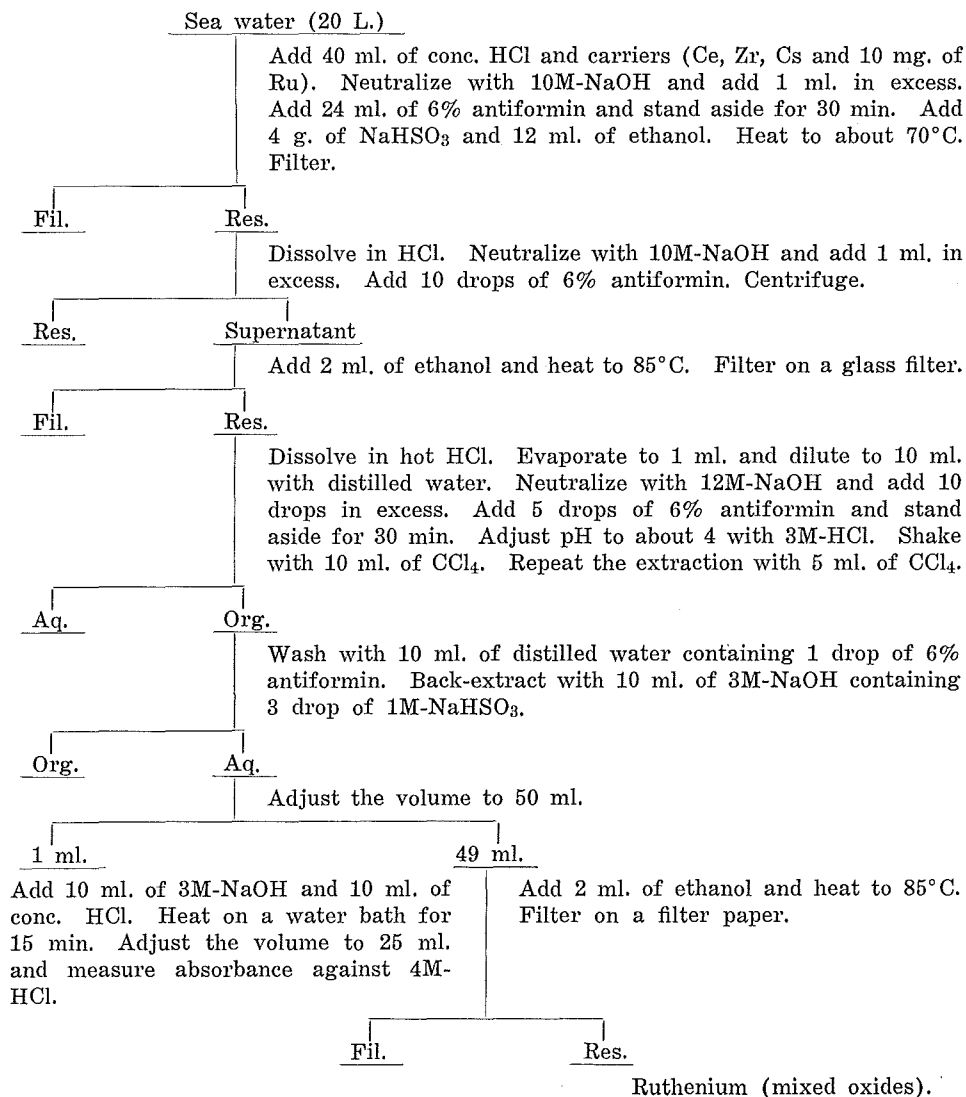 Sea water (20 L.)
Add 40 ml. of conc. HCl and carriers (Ce, Zr, Cs and 10 mg. of
Ru). Neutralize with 10M-NaOH and add 1 ml. in excess.
Add 24 ml. of 6% antiformin and stand aside for 30 min. Add
4 g. of NaHSO₃ and 12 ml. of ethanol. Heat to about 70°C.
Filter.
Fil. Res.
Dissolve in HCl. Neutralize with 10M-NaOH and add 1 ml. in
excess. Add 10 drops of 6% antiformin. Centrifuge.
Res. Supernatant
Add 2 ml. of ethanol and heat to 85°C. Filter on a glass filter.
Fil. Res.
Dissolve in hot HCl. Evaporate to 1 ml. and dilute to 10 ml.
with distilled water. Neutralize with 12M-NaOH and add 10
drops in excess. Add 5 drops of 6% antiformin and stand
aside for 30 min. Adjust pH to about 4 with 3M-HCl. Shake
with 10 ml. of CCl₄. Repeat the extraction with 5 ml. of CCl₄.
Aq. Org.
Wash with 10 ml. of distilled water containing 1 drop of 6%
antiformin. Back-extract with 10 ml. of 3M-NaOH containing
3 drop of 1M-NaHSO₃.
Org. Aq.
Adjust the volume to 50 ml.
1 ml. 49 ml.
Add 10 ml. of 3M-NaOH and 10 ml. of
conc. HCl. Heat on a water bath for
15 min. Adjust the volume to 25 ml.
and measure absorbance against 4M-
HCl.
Add 2 ml. of ethanol and heat to 85°C.
Filter on a filter paper.
Fil. Res.
Ruthenium (mixed oxides).